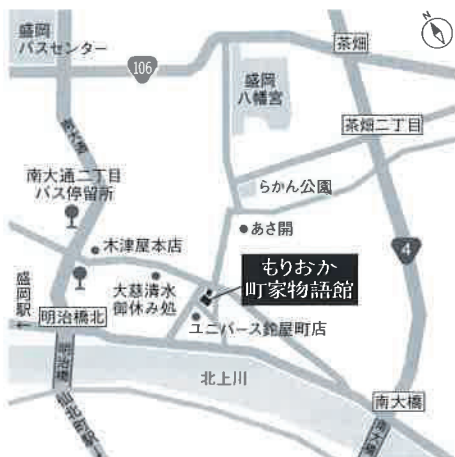 N
盛岡
バスセンター
106
茶畑
盛岡
八幡宮
茶畑二丁目
南大通二丁目
バス停留所
らかん公園
あさ開
木津屋本店
4
もりおか
町家物語館
大慈清水
御休み処
盛岡駅
明治橋北
ユニバース鉈屋町店
北上川
南大橋
明治橋
南大橋